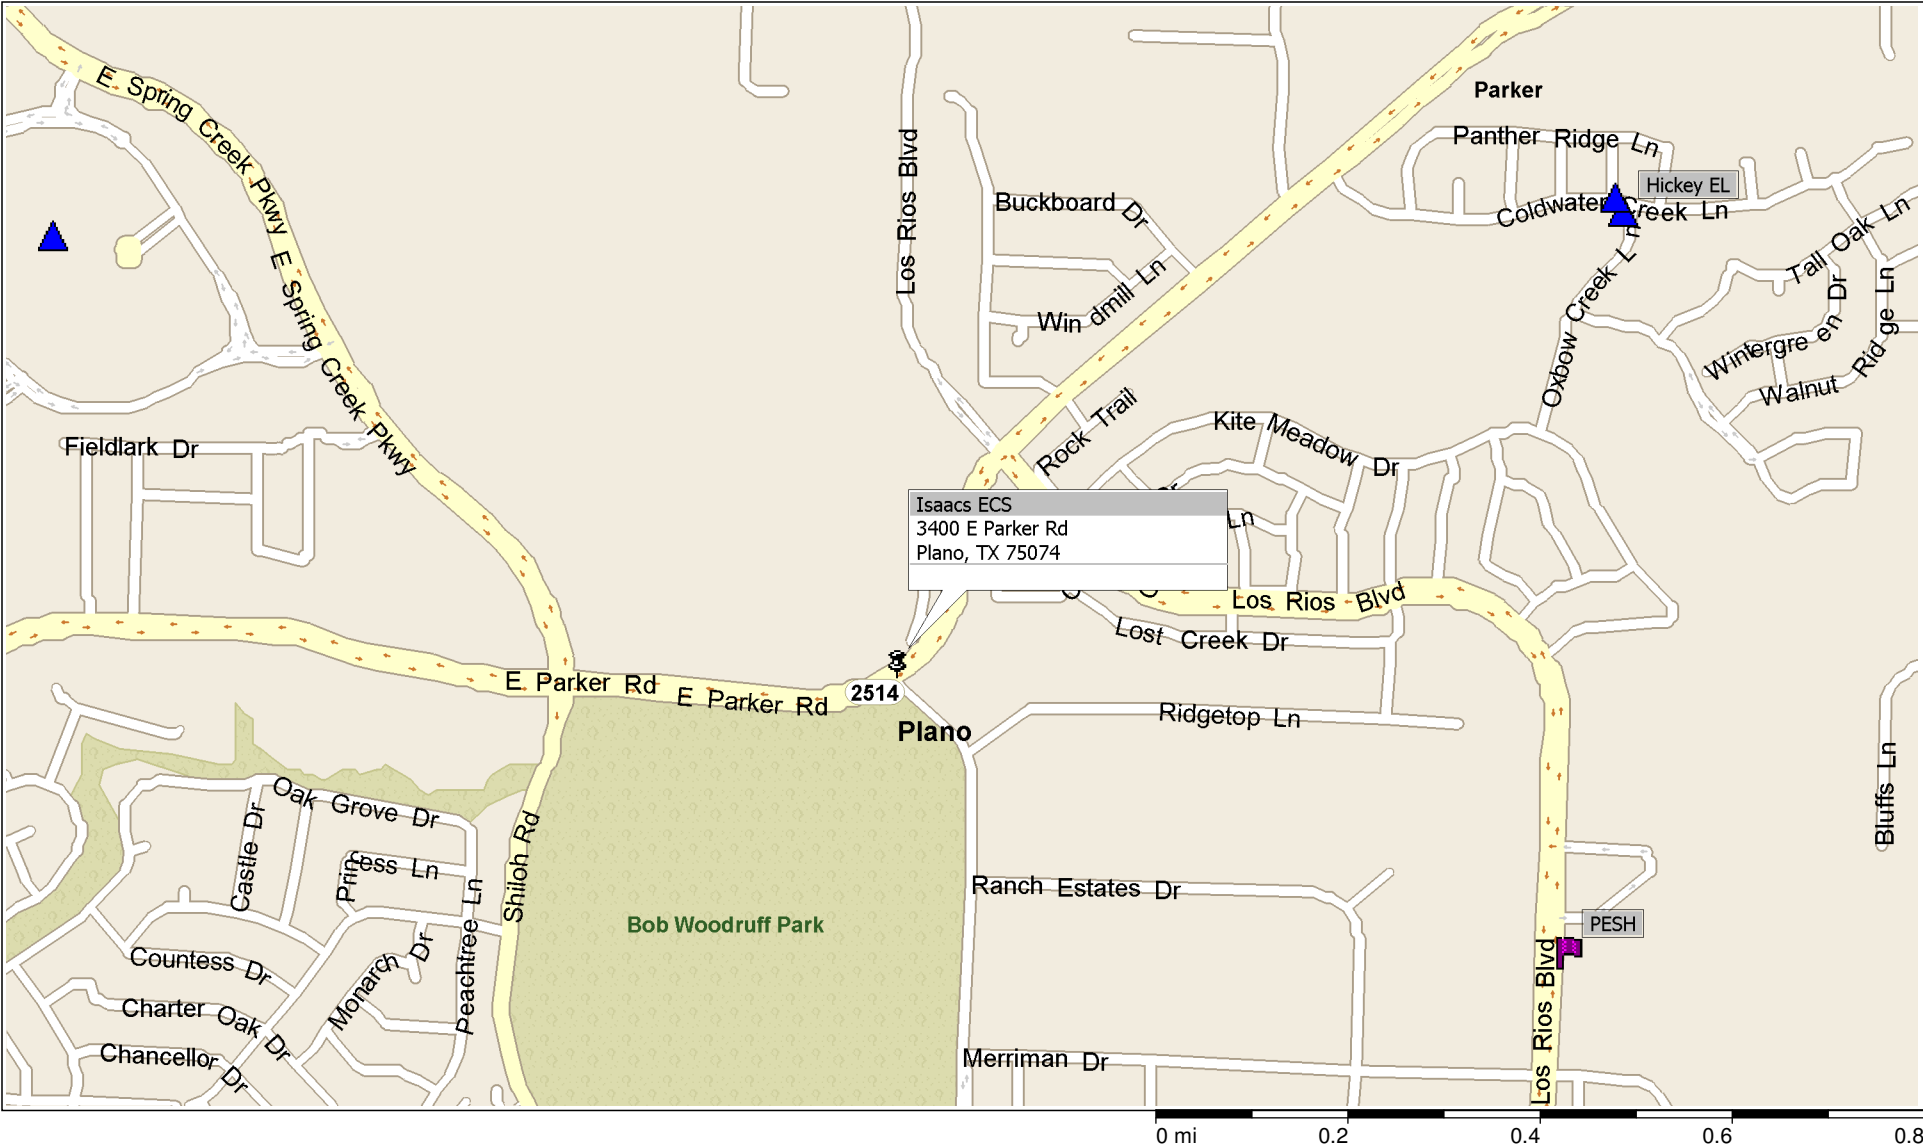 E Spring Creek Pkwy
E Spring Creek Pkwy
Los Rios Blvd
Parker
Panther Ridge Ln
Hickey EL
Coldwater Creek Ln
Buckboard Dr
Windmill Ln
Tall Oak Ln
Oxbow Creek Ln
Wintergreen Dr
Ridge Ln
Walnut
Fieldlark Dr
Rock Trail
Kite Meadow Dr
Ln
Isaacs ECS
3400 E Parker Rd
Plano, TX 75074
Los Rios Blvd
Lost Creek Dr
E Parker Rd
E Parker Rd
2514
Plano
Ridgetop Ln
Bluffs Ln
Oak Grove Dr
Castle Dr
Princess Ln
Shiloh Rd
Peachtree Ln
Ranch Estates Dr
Bob Woodruff Park
PESH
Countess Dr
Monarch Dr
Charter Oak Dr
Chancellor Dr
Merriman Dr
Los Rios Blvd
0 mi 0.2 0.4 0.6 0.8